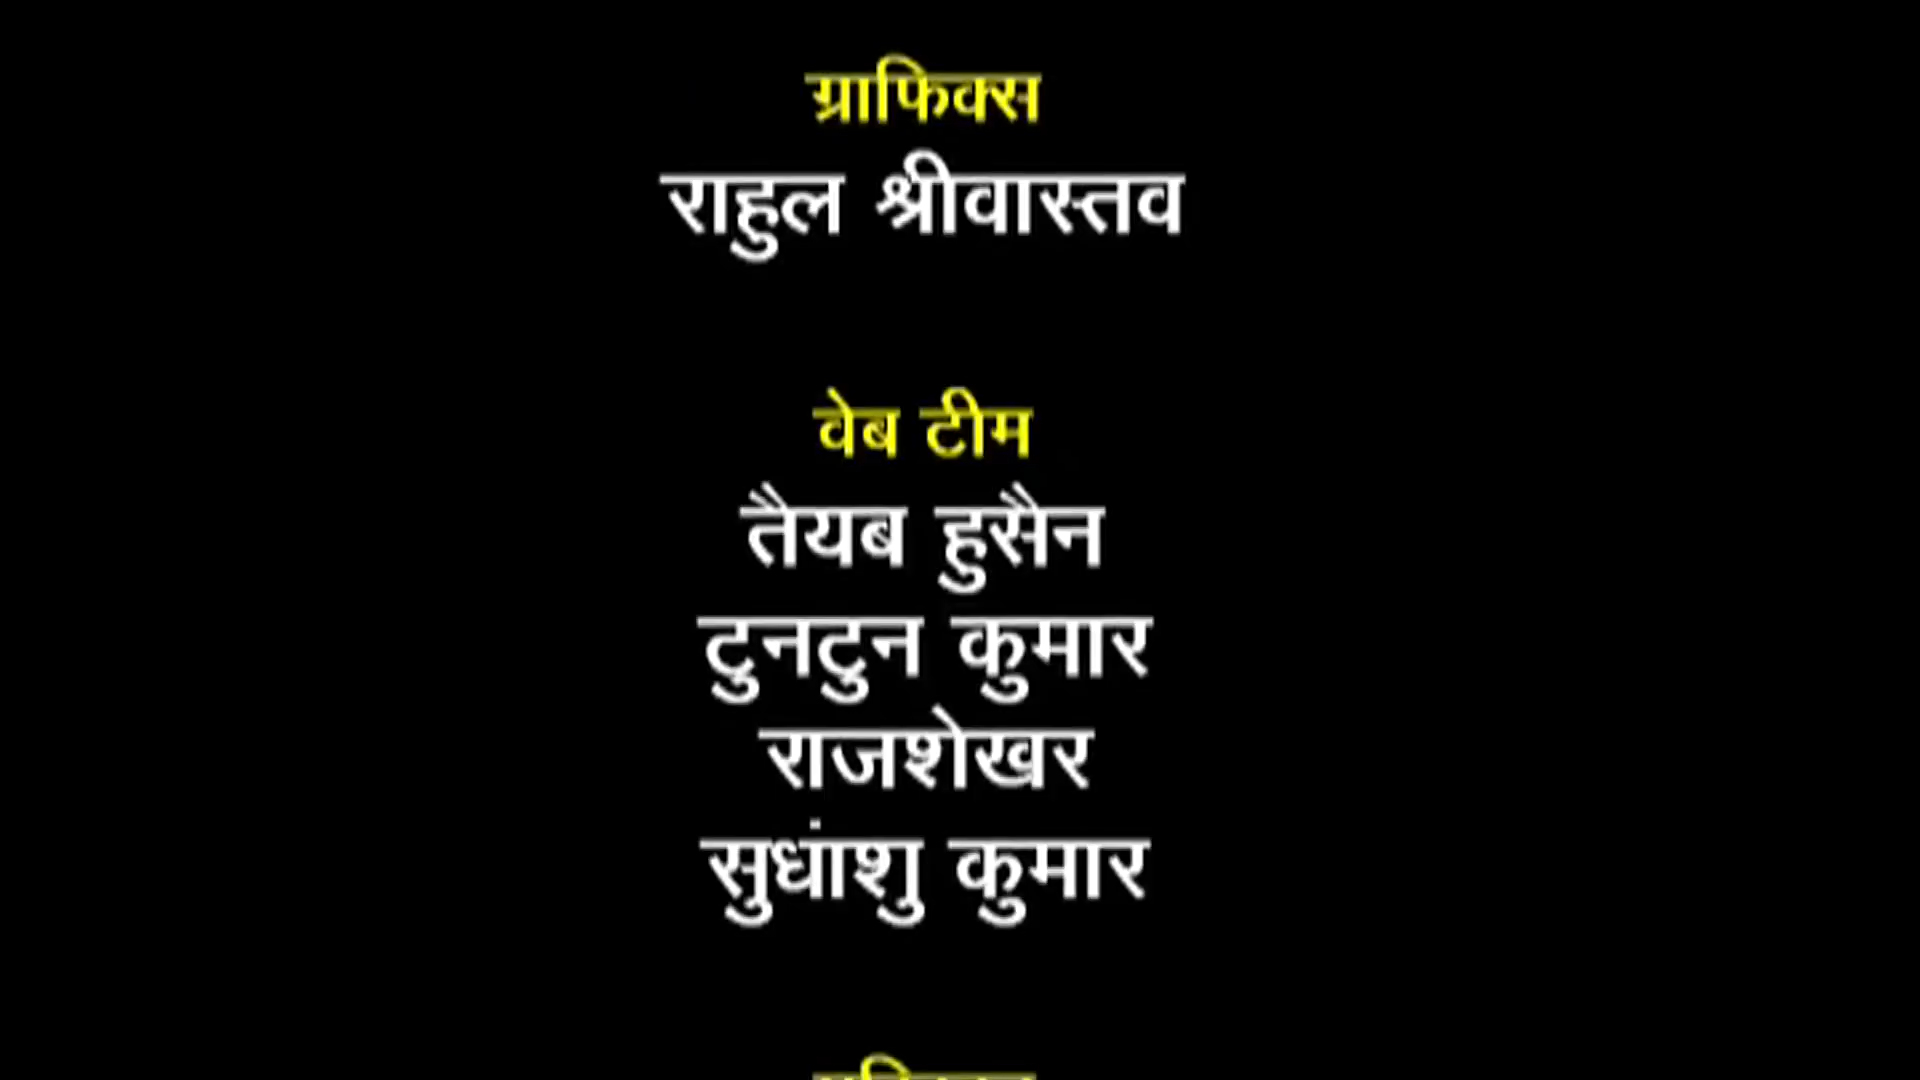 ग्राफिक्स
राहुल श्रीवास्तव
वेब टीम
तैयब हुसैन
टुनटुन कुमार
राजशेखर
सुधांशु कुमार